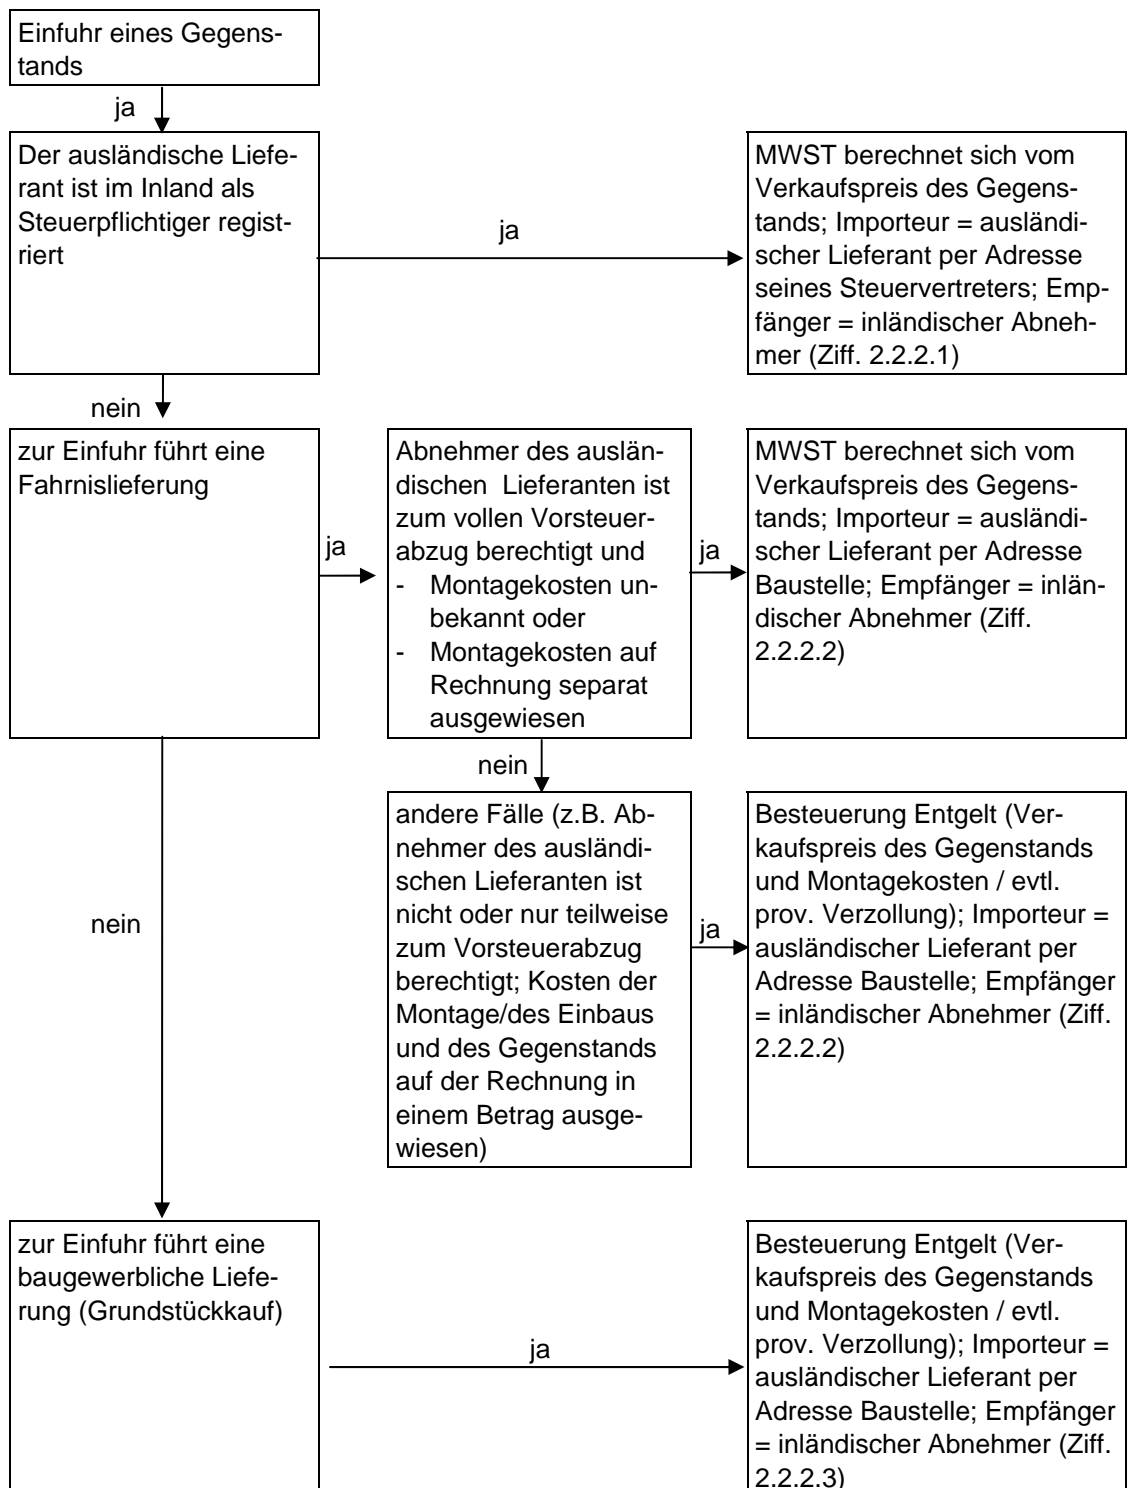 Einfuhr eines Gegens-
tands
ja
Der ausländische Liefe-
rant ist im Inland als
Steuerpflichtiger regist-
riert
ja
MWST berechnet sich vom
Verkaufspreis des Gegens-
tands; Importeur = ausländi-
scher Lieferant per Adresse
seines Steuervertreters; Emp-
fänger = inländischer Abneh-
mer (Ziff. 2.2.2.1)
nein
zur Einfuhr führt eine
Fahrnislieferung
ja
Abnehmer des auslän-
dischen Lieferanten ist
zum vollen Vorsteuer-
abzug berechtigt und
- Montagekosten un-
bekannt oder
- Montagekosten auf
Rechnung separat
ausgewiesen
ja
MWST berechnet sich vom
Verkaufspreis des Gegens-
tands; Importeur = ausländi-
scher Lieferant per Adresse
Baustelle; Empfänger = inlän-
discher Abnehmer (Ziff.
2.2.2.2)
nein
andere Fälle (z.B. Ab-
nehmer des ausländi-
schen Lieferanten ist
nicht oder nur teilweise
zum Vorsteuerabzug
berechtigt; Kosten der
Montage/des Einbaus
und des Gegenstands
auf der Rechnung in
einem Betrag ausge-
wiesen)
ja
Besteuerung Entgelt (Ver-
kaufspreis des Gegenstands
und Montagekosten / evtl.
prov. Verzollung); Importeur =
ausländischer Lieferant per
Adresse Baustelle; Empfänger
= inländischer Abnehmer (Ziff.
2.2.2.2)
nein
zur Einfuhr führt eine
baugewerbliche Liefe-
rung (Grundstückkauf)
ja
Besteuerung Entgelt (Ver-
kaufspreis des Gegenstands
und Montagekosten / evtl.
prov. Verzollung); Importeur =
ausländischer Lieferant per
Adresse Baustelle; Empfänger
= inländischer Abnehmer (Ziff.
2.2.2.3)